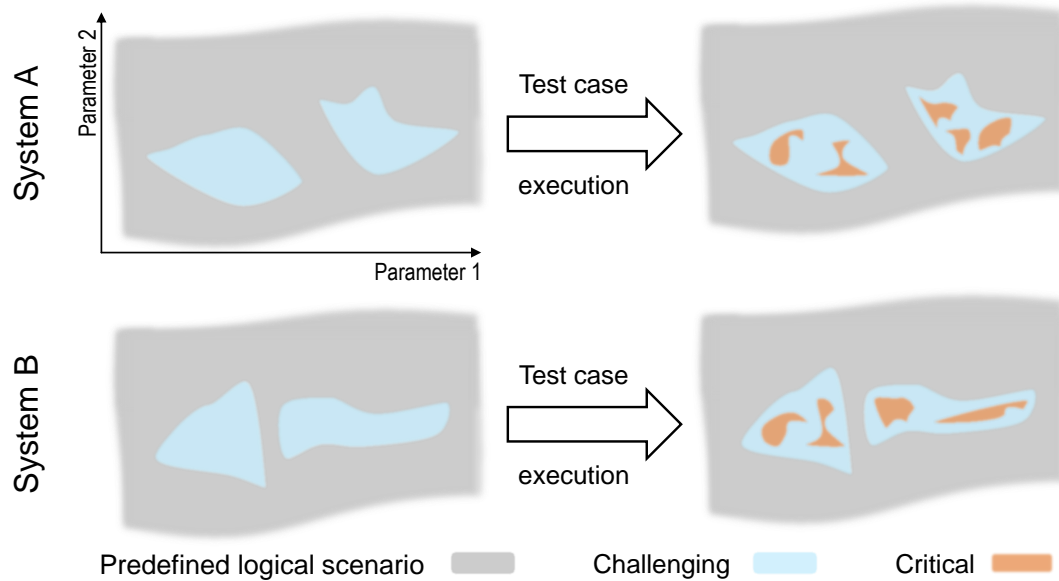 System A
Parameter 2
Parameter 1
Test case
execution
System B
Test case
execution
Predefined logical scenario
Challenging
Critical